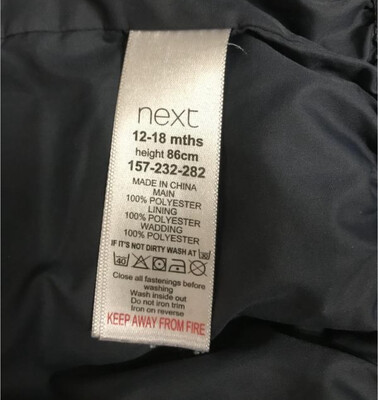 next
12-18 mths
height 86cm
157-232-282
MADE IN CHINA
MAIN
100% POLYESTER
LINING
100% POLYESTER
WADDING
100% POLYESTER
IF IT'S NOT DIRTY WASH AT 30
40
Close all fastenings before
washing
Wash inside out
Do not iron trim
Iron on reverse
KEEP AWAY FROM FIRE